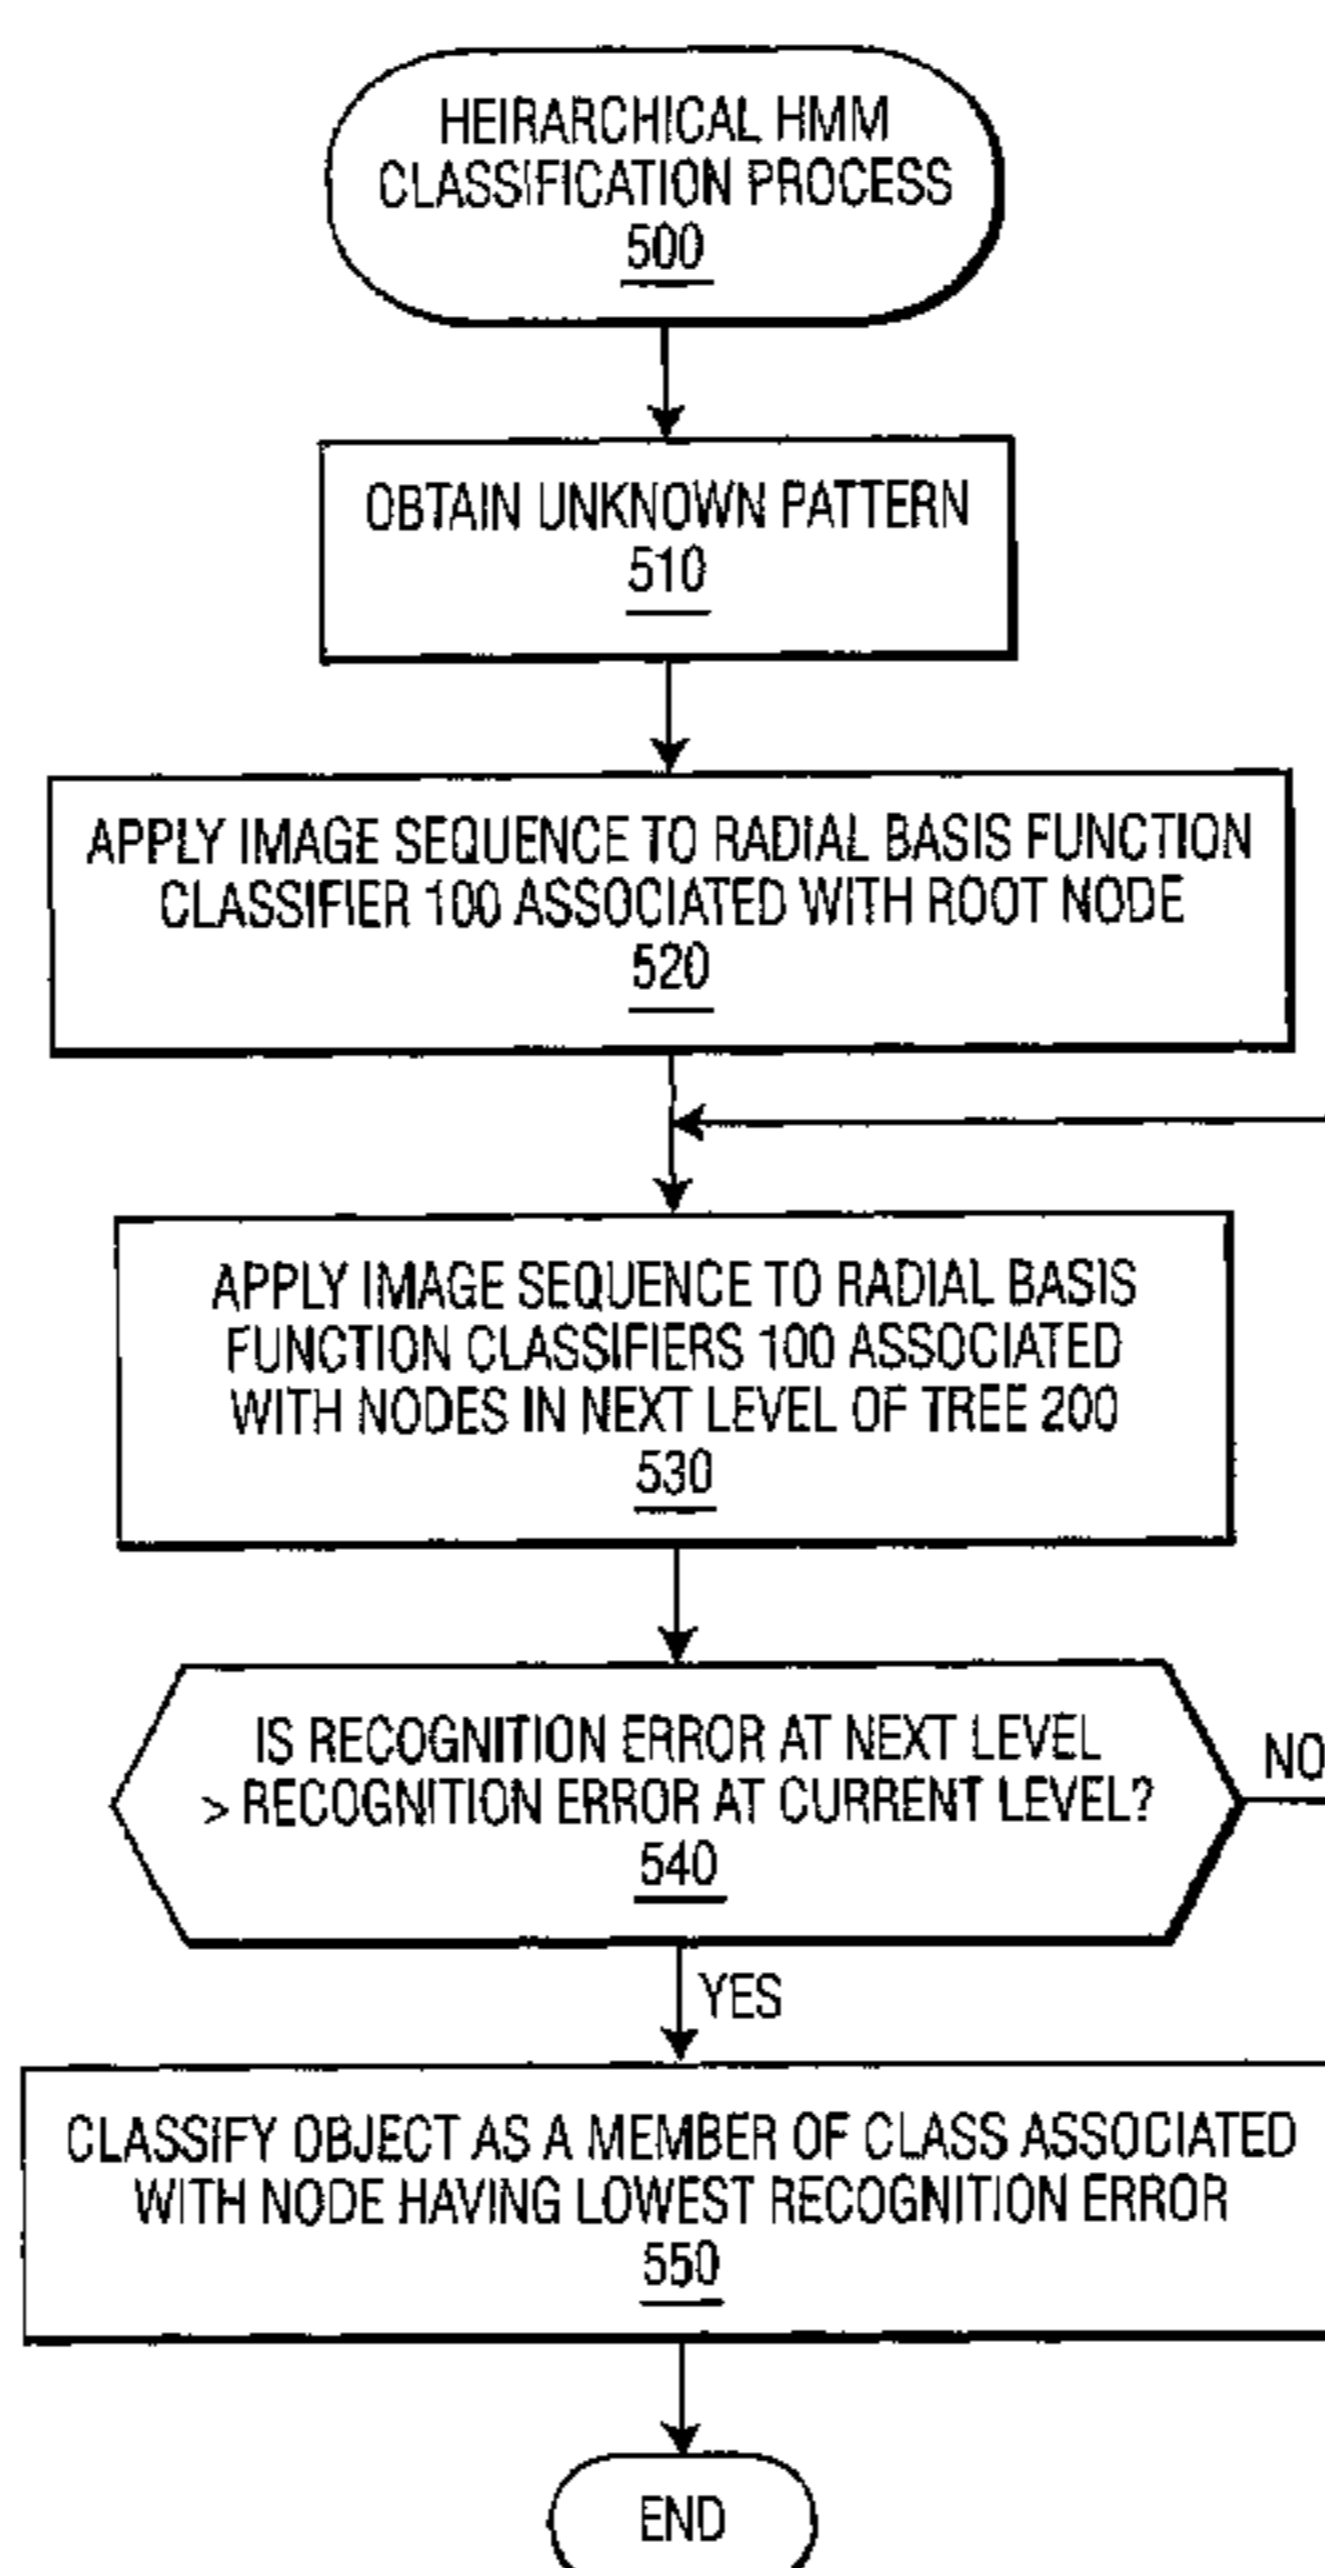 HEIRARCHICAL HMM
CLASSIFICATION PROCESS
500
OBTAIN UNKNOWN PATTERN
510
APPLY IMAGE SEQUENCE TO RADIAL BASIS FUNCTION
CLASSIFIER 100 ASSOCIATED WITH ROOT NODE
520
APPLY IMAGE SEQUENCE TO RADIAL BASIS
FUNCTION CLASSIFIERS 100 ASSOCIATED
WITH NODES IN NEXT LEVEL OF TREE 200
530
IS RECOGNITION ERROR AT NEXT LEVEL
> RECOGNITION ERROR AT CURRENT LEVEL?
540
NO
YES
CLASSIFY OBJECT AS A MEMBER OF CLASS ASSOCIATED
WITH NODE HAVING LOWEST RECOGNITION ERROR
550
END